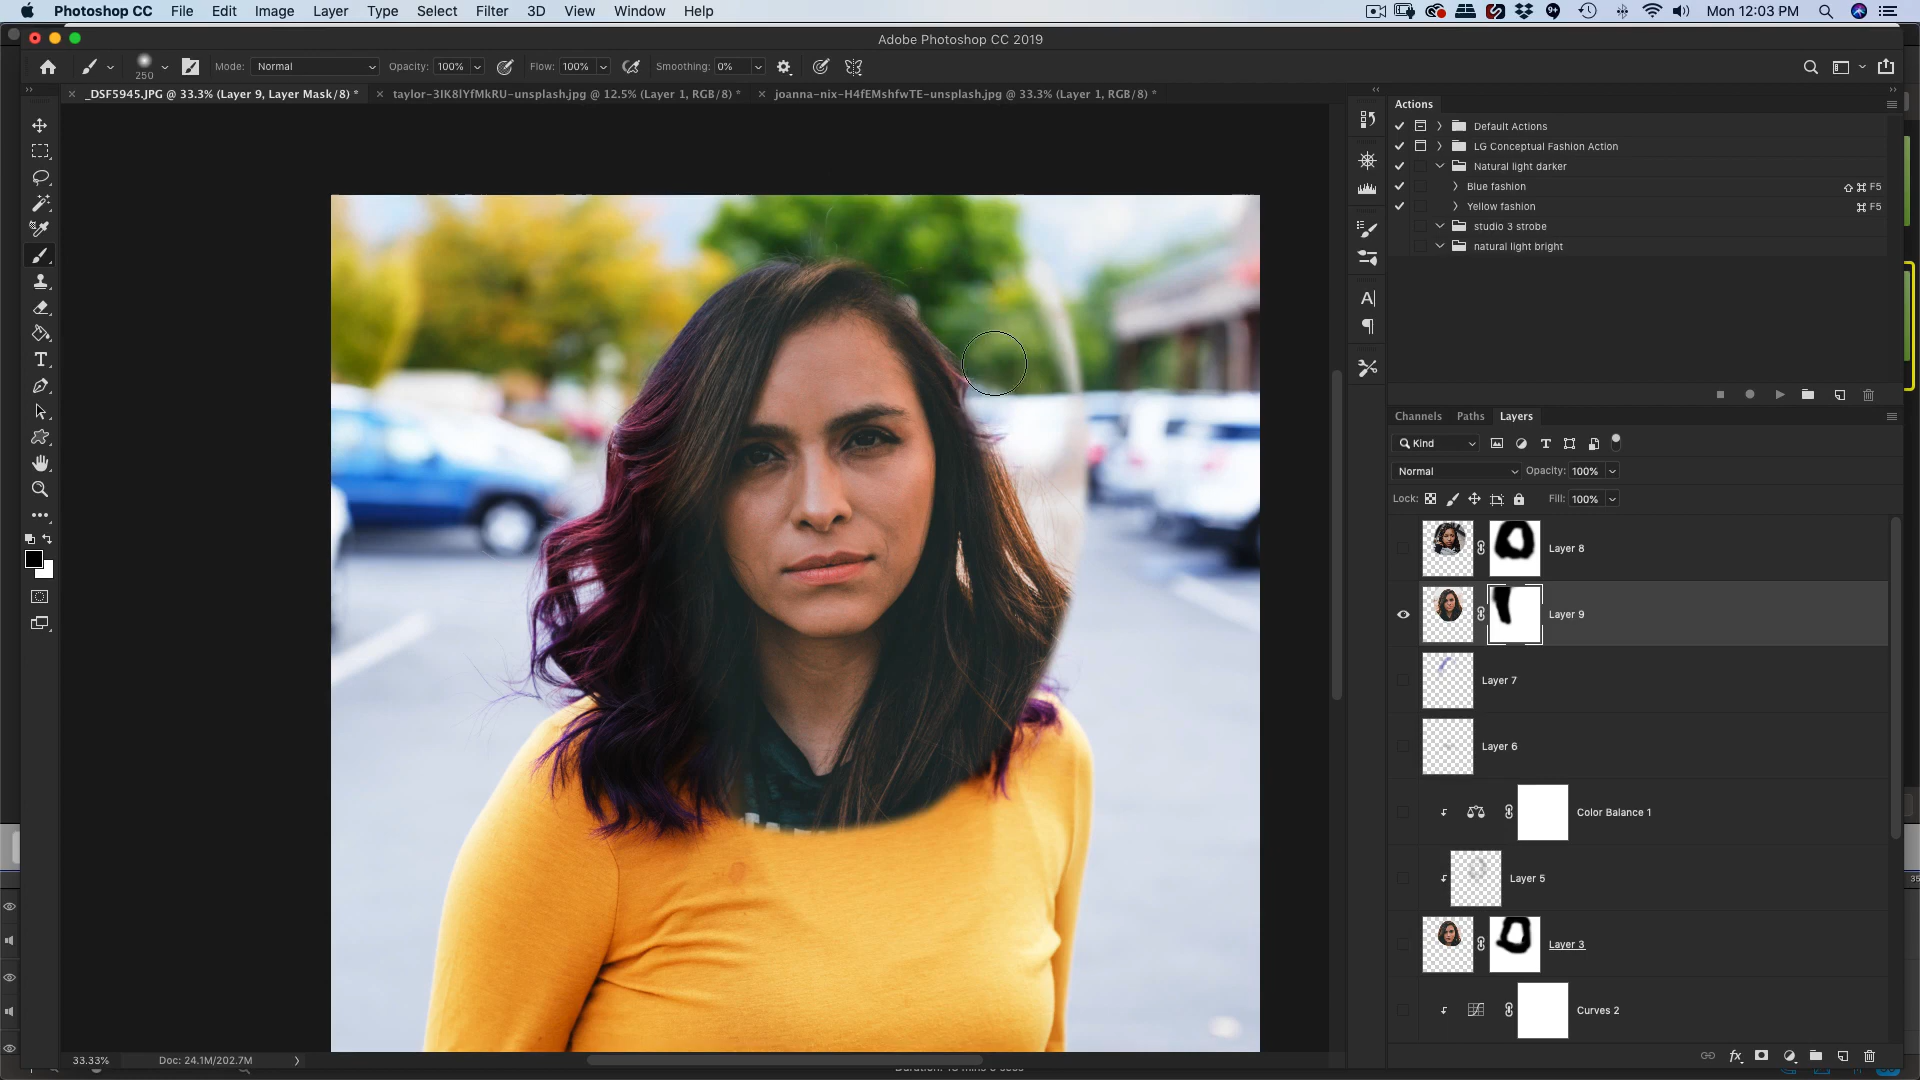 Photoshop CC File Edit Image Layer Type Select Filter 3D View Window Help Mon 12:03 PM
Adobe Photoshop CC 2019
250 Mode: Normal Opacity: 100% Flow: 100% Smoothing: 0%
_DSF5945.JPG @ 33.3% (Layer 9, Layer Mask/8) * taylor-3IK8lYfMkRU-unsplash.jpg @ 12.5% (Layer 1, RGB/8) * joanna-nix-H4fEMshfwTE-unsplash.jpg @ 33.3% (Layer 1, RGB/8) *
Actions
Default Actions
LG Conceptual Fashion Action
Natural light darker
Blue fashion ⇧⌘F5
Yellow fashion ⌘F5
studio 3 strobe
natural light bright
Channels Paths Layers
Kind
Normal Opacity: 100%
Lock: Fill: 100%
Layer 8
Layer 9
Layer 7
Layer 6
Color Balance 1
Layer 5
Layer 3
Curves 2
33.33% Doc: 24.1M/202.7M